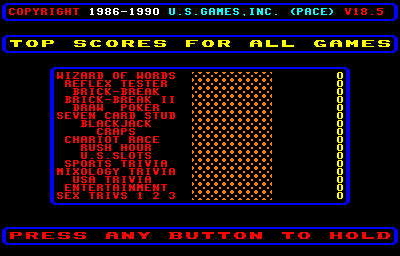 COPYRIGHT 1986-1990 U.S.GAMES,INC. (PACE) V18.5
TOP SCORES FOR ALL GAMES
WIZARD OF WORDS 0
REFLEX TESTER 0
BRICK-BREAK 0
BRICK-BREAK II 0
DRAW POKER 0
SEVEN CARD STUD 0
BLACKJACK 0
CRAPS 0
CHARIOT RACE 0
RUSH HOUR 0
U.S.SLOTS 0
SPORTS TRIVIA 0
MIXOLOGY TRIVIA 0
USA TRIVIA 0
ENTERTAINMENT 0
SEX TRIVS 1 2 3 0
PRESS ANY BUTTON TO HOLD